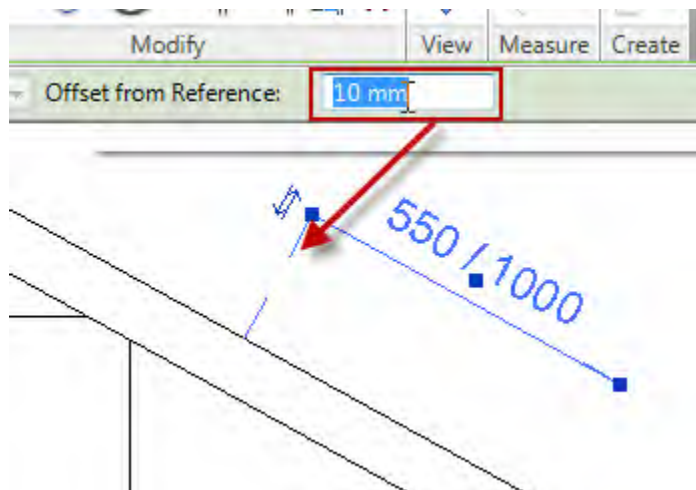 Modify
View
Measure
Create
Offset from Reference:
10 mm
550 / 1000